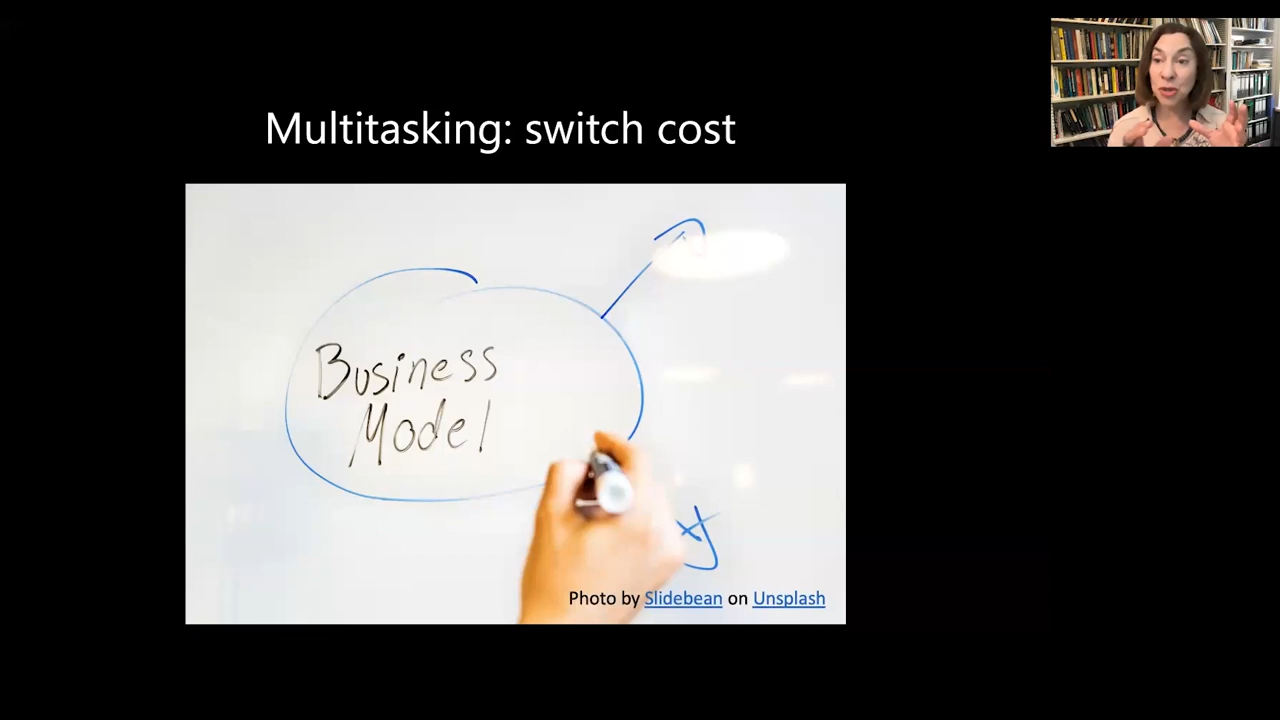 Multitasking: switch cost
Business
Model
Photo by Slidebean on Unsplash